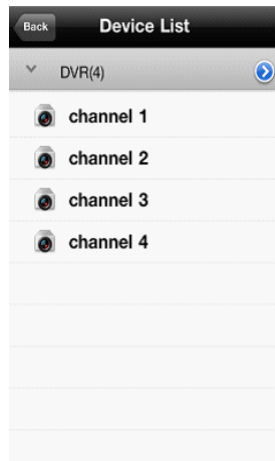 Back Device List
DVR(4)
channel 1
channel 2
channel 3
channel 4